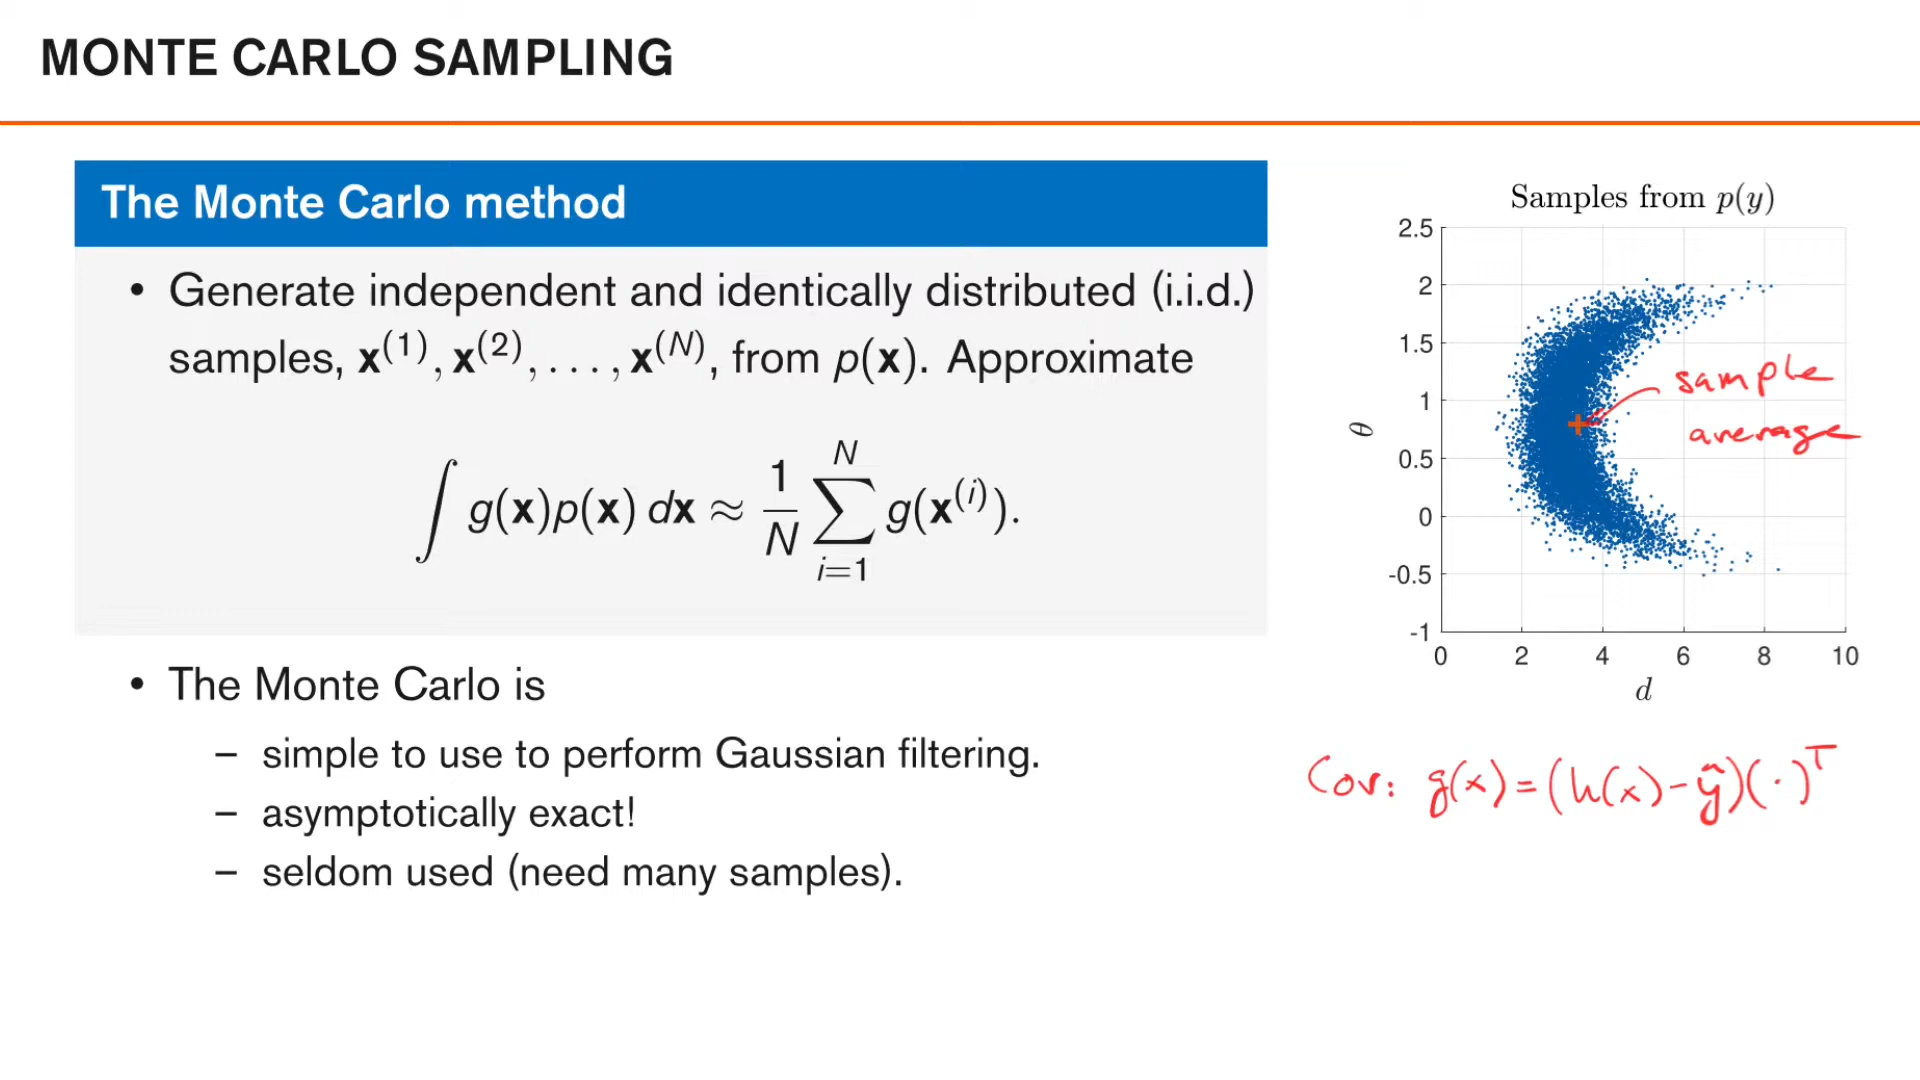 MONTE CARLO SAMPLING
The Monte Carlo method
• Generate independent and identically distributed (i.i.d.)
samples, x^(1), x^(2), . . . , x^(N), from p(x). Approximate
∫ g(x)p(x) dx ≈ 1/N ∑_{i=1}^{N} g(x^(i)).
• The Monte Carlo is
– simple to use to perform Gaussian filtering.
– asymptotically exact!
– seldom used (need many samples).
Samples from p(y)
2.5
2
1.5
1
0.5
0
-0.5
-1
θ
0 2 4 6 8 10
d
sample
average
Cov: g(x) = (h(x) - ŷ)(·)^T